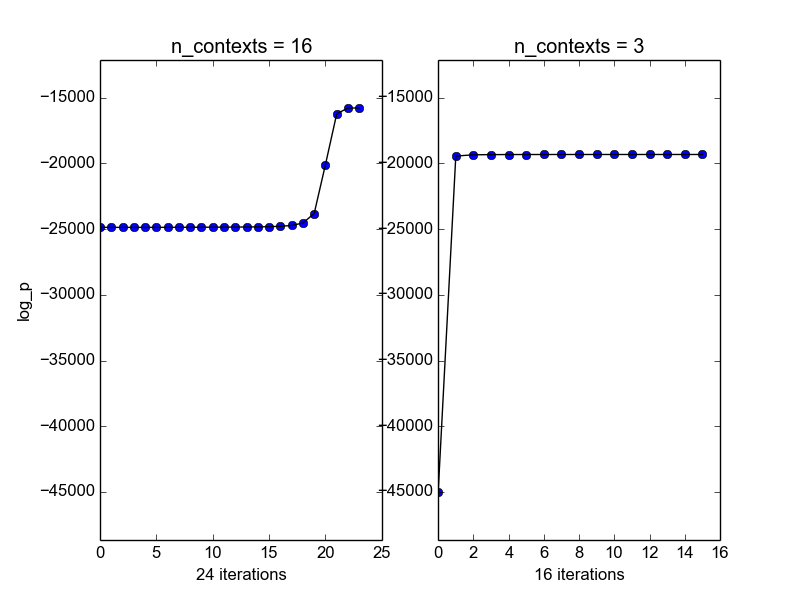 n_contexts = 16
n_contexts = 3
log_p
−15000
−20000
−25000
−30000
−35000
−40000
−45000
0 5 10 15 20 25
24 iterations
−15000
−20000
−25000
−30000
−35000
−40000
−45000
0 2 4 6 8 10 12 14 16
16 iterations